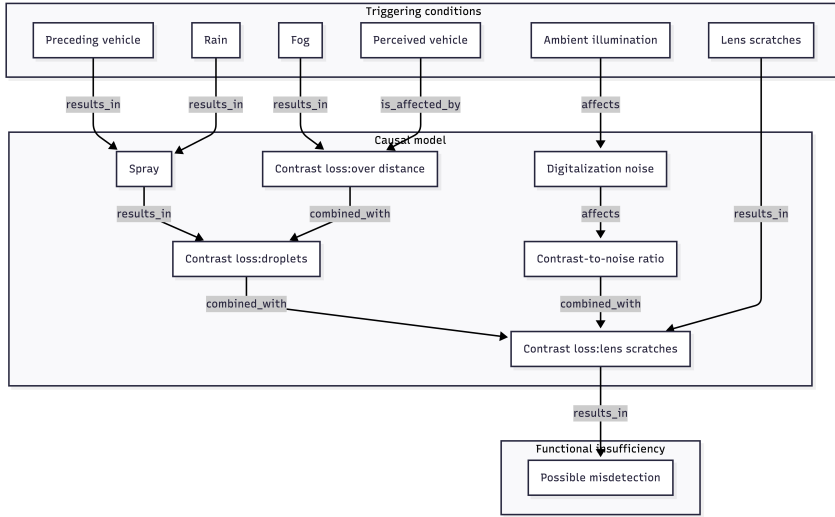 Triggering conditions
Preceding vehicle
Rain
Fog
Perceived vehicle
Ambient illumination
Lens scratches
results_in
results_in
results_in
is_affected_by
affects
Causal model
Spray
Contrast loss:over distance
Digitalization noise
results_in
combined_with
affects
results_in
Contrast loss:droplets
Contrast-to-noise ratio
combined_with
combined_with
Contrast loss:lens scratches
results_in
Functional insufficiency
Possible misdetection